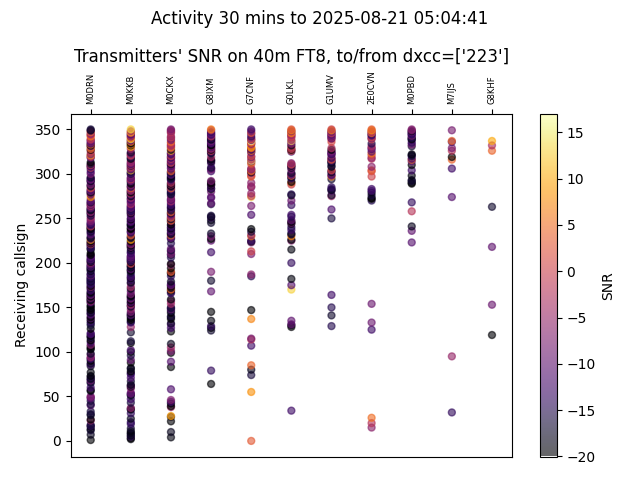 Activity 30 mins to 2025-08-21 05:04:41
Transmitters' SNR on 40m FT8, to/from dxcc=['223']
M0DRN
M0KKB
M0CKX
G8IXM
G7CNF
G0LKL
G1UMV
2E0CVN
M0PBD
M7IJS
G8KHF
350
300
250
200
150
100
50
0
Receiving callsign
15
10
5
0
−5
−10
−15
−20
SNR